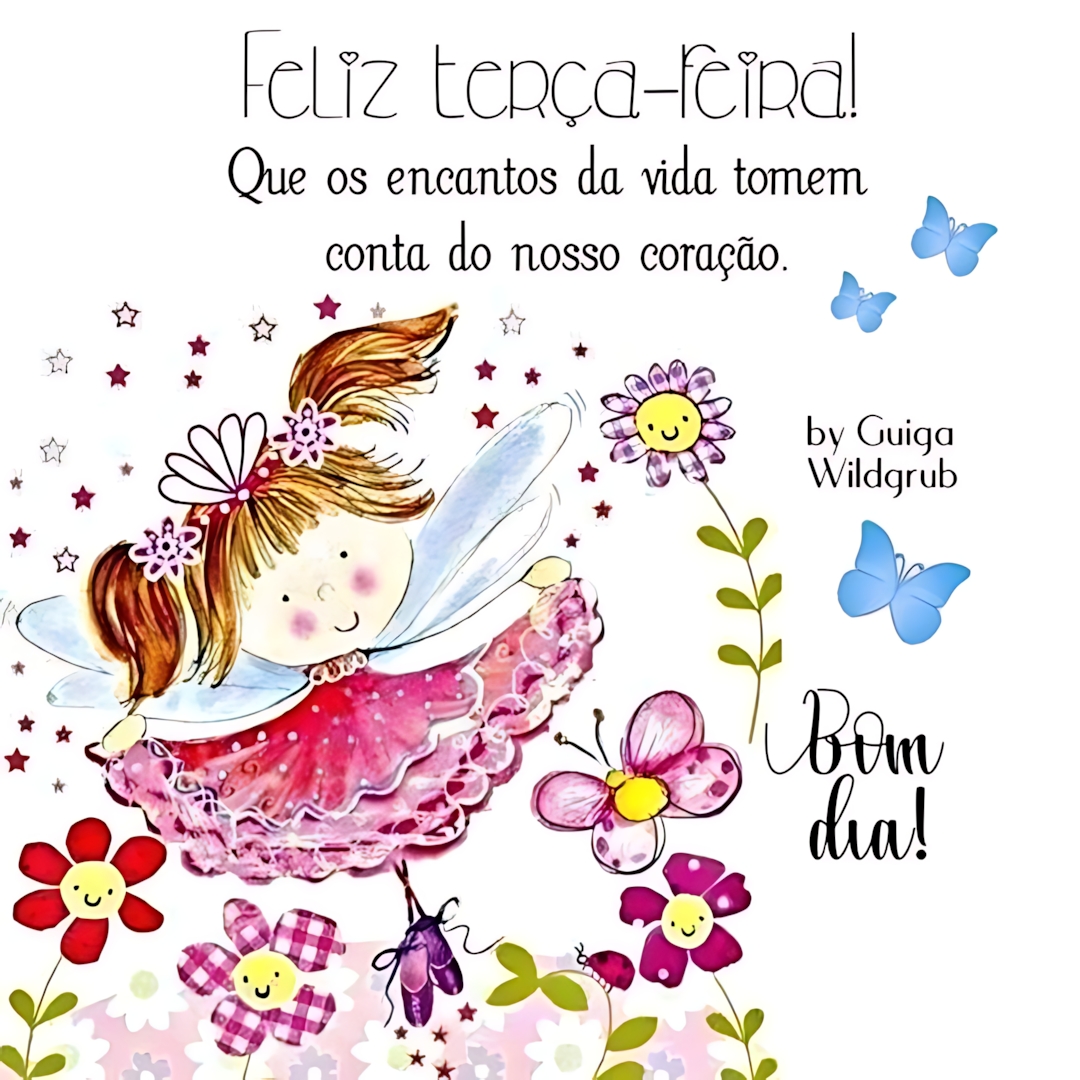 Feliz terça-feira!
Que os encantos da vida tomem
conta do nosso coração.
by Guiga
Wildgrub
Bom
dia!